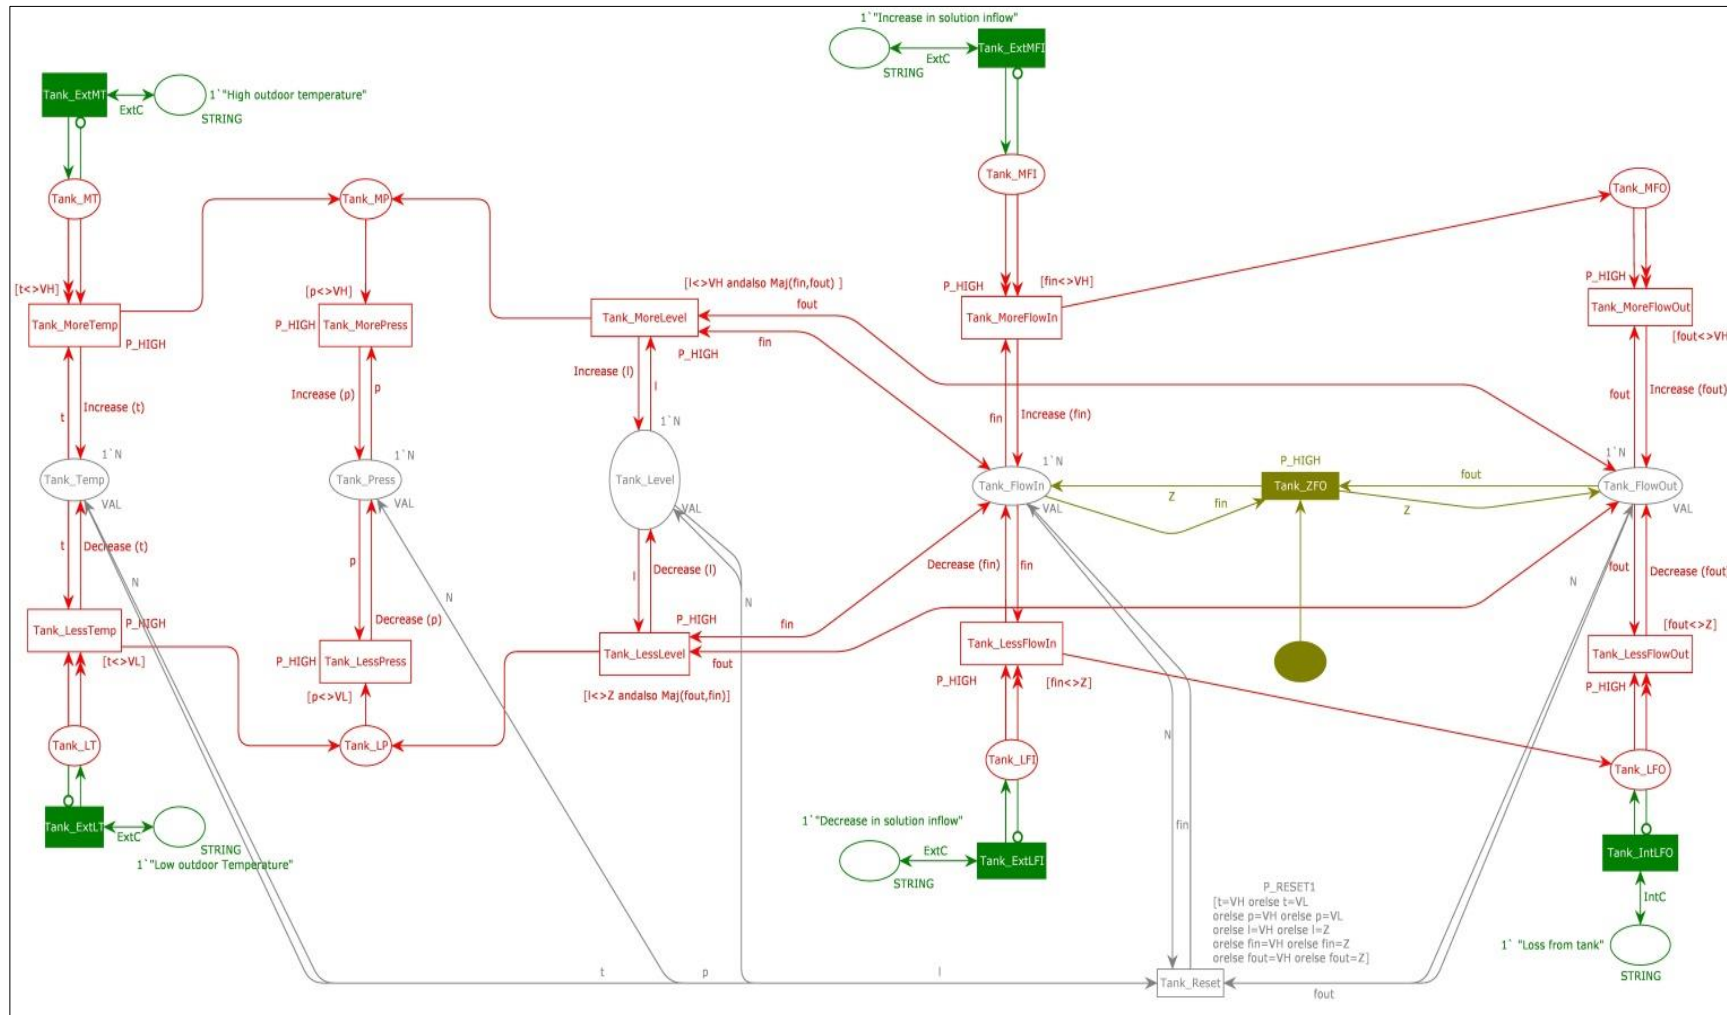 1`"Increase in solution inflow"
Tank_ExtMFI
ExtC
STRING
Tank_ExtMT
ExtC
1`"High outdoor temperature"
STRING
Tank_MT
Tank_MP
Tank_MFI
Tank_MFO
[t<>VH]
[p<>VH]
[l<>VH andalso Maj(fin,fout) ]
P_HIGH
[fin<>VH]
P_HIGH
Tank_MoreTemp
P_HIGH
P_HIGH
Tank_MorePress
Tank_MoreLevel
fout
fin
P_HIGH
Tank_MoreFlowIn
Tank_MoreFlowOut
[fout<>VH
t
Increase (t)
Increase (p)
p
Increase (l)
l
fin
Increase (fin)
fout
Increase (fout)
1`N
1`N
1`N
1`N
1`N
Tank_Temp
VAL
Tank_Press
VAL
Tank_Level
VAL
Tank_FlowIn
VAL
Z
fin
P_HIGH
Tank_ZFO
fout
Z
Tank_FlowOut
VAL
t
Decrease (t)
N
p
Decrease (p)
N
l
Decrease (l)
N
Decrease (fin)
fin
N
fout
Decrease (fout)
Tank_LessTemp
P_HIGH
[t<>VL]
P_HIGH
Tank_LessPress
[p<>VL]
Tank_LessLevel
P_HIGH
fin
fout
[l<>Z andalso Maj(fout,fin)]
Tank_LessFlowIn
P_HIGH
[fin<>Z]
[fout<>Z]
Tank_LessFlowOut
P_HIGH
Tank_LT
Tank_LP
Tank_LFI
N
Tank_LFO
Tank_ExtLT
ExtC
STRING
1`"Low outdoor Temperature"
1`"Decrease in solution inflow"
ExtC
STRING
Tank_ExtLFI
fin
Tank_IntLFO
IntC
1` "Loss from tank"
STRING
P_RESET1
[t=VH orelse t=VL
orelse p=VH orelse p=VL
orelse l=VH orelse l=Z
orelse fin=VH orelse fin=Z
orelse fout=VH orelse fout=Z]
t
p
l
Tank_Reset
fout